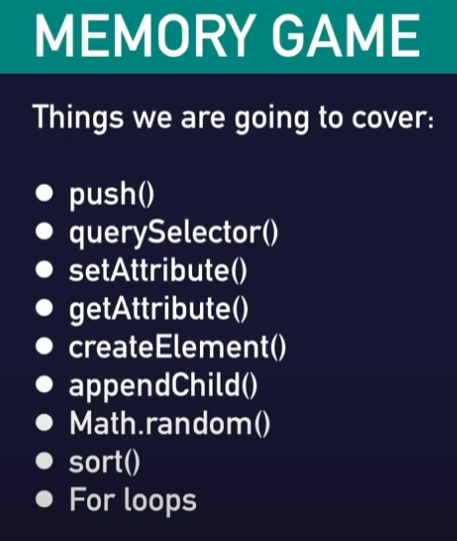 MEMORY GAME
Things we are going to cover:
● push()
● querySelector()
● setAttribute()
● getAttribute()
● createElement()
● appendChild()
● Math.random()
● sort()
● For loops